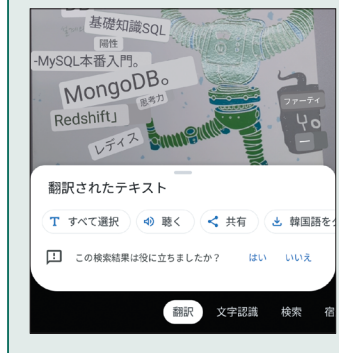 基礎知識SQL
陽性
-MySQL本番入門。
MongoDB。
思考力
Redshift」
レディス
ファーティ
ー
翻訳されたテキスト
すべて選択
聴く
共有
韓国語を
この検索結果は役に立ちましたか？
はい
いいえ
翻訳
文字認識
検索
宿